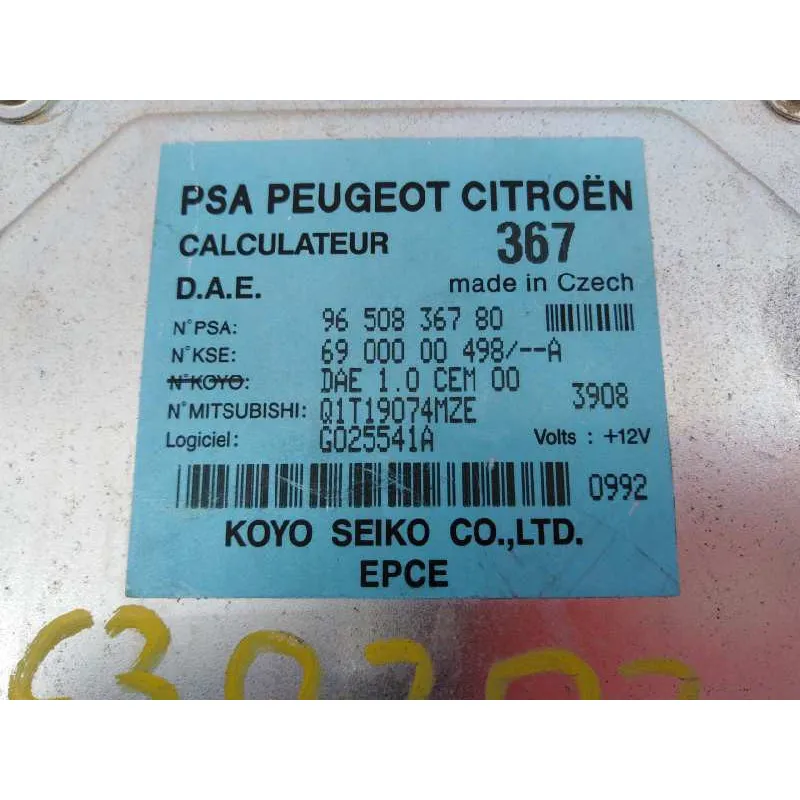 PSA PEUGEOT CITROËN
CALCULATEUR 367
D.A.E. made in Czech
N°PSA: 96 508 367 80
N°KSE: 69 000 00 498/--A
N°KOYO: DAE 1.0 CEM 00
3908
N°MITSUBISHI: Q1T19074MZE
Logiciel: G025541A Volts : +12V
0992
KOYO SEIKO CO.,LTD.
EPCE